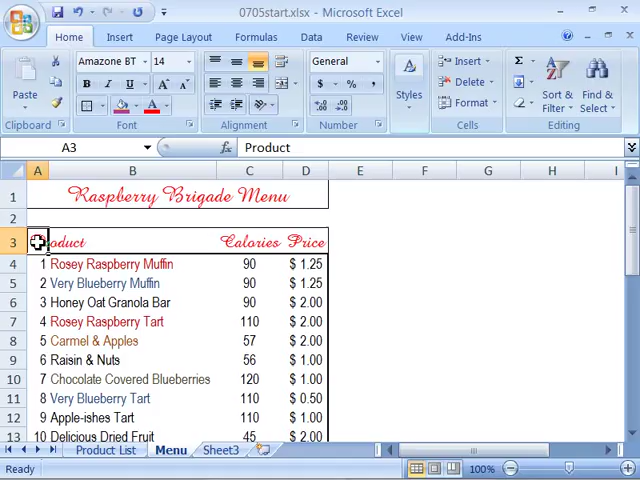 0705start.xlsx - Microsoft Excel
Home Insert Page Layout Formulas Data Review View Add-Ins
Paste
Clipboard
Amazone BT 14
B I U A A
A
Font
Alignment
General
$ % ,
Number
Styles
Insert
Delete
Format
Cells
Σ
Sort & Filter
Find & Select
Editing
A3 Product
A B C D E F G H I
1 Raspberry Brigade Menu
2
3 Product Calories Price
4 1 Rosey Raspberry Muffin 90 $ 1.25
5 2 Very Blueberry Muffin 90 $ 1.25
6 3 Honey Oat Granola Bar 90 $ 2.00
7 4 Rosey Raspberry Tart 110 $ 2.00
8 5 Carmel & Apples 57 $ 2.00
9 6 Raisin & Nuts 56 $ 1.00
10 7 Chocolate Covered Blueberries 120 $ 1.00
11 8 Very Blueberry Tart 110 $ 0.50
12 9 Apple-ishes Tart 110 $ 1.00
13 10 Delicious Dried Fruit 45 $ 2.00
Product List Menu Sheet3
Ready 100%